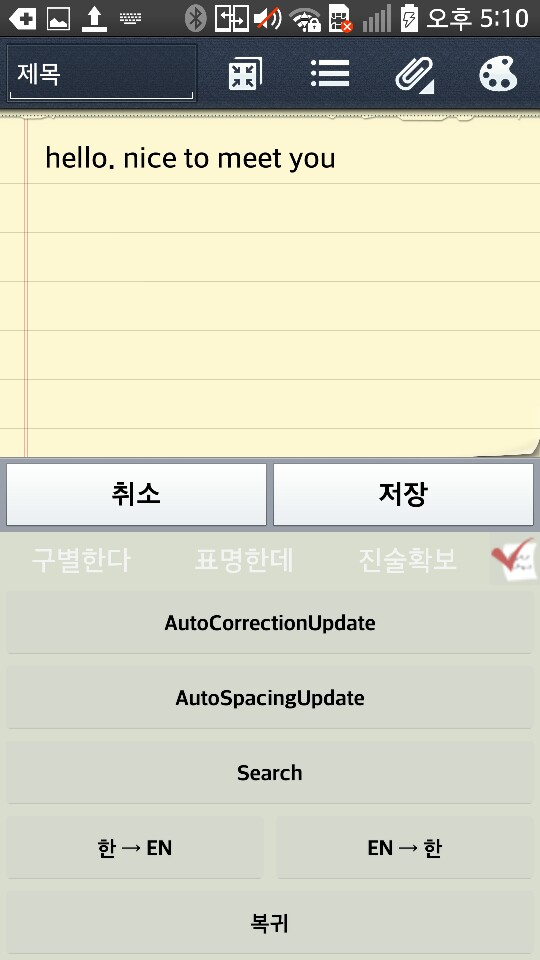 오후 5:10
제목
hello. nice to meet you
취소 저장
구별한다 표명한데 진술확보
AutoCorrectionUpdate
AutoSpacingUpdate
Search
한 → EN EN → 한
복귀